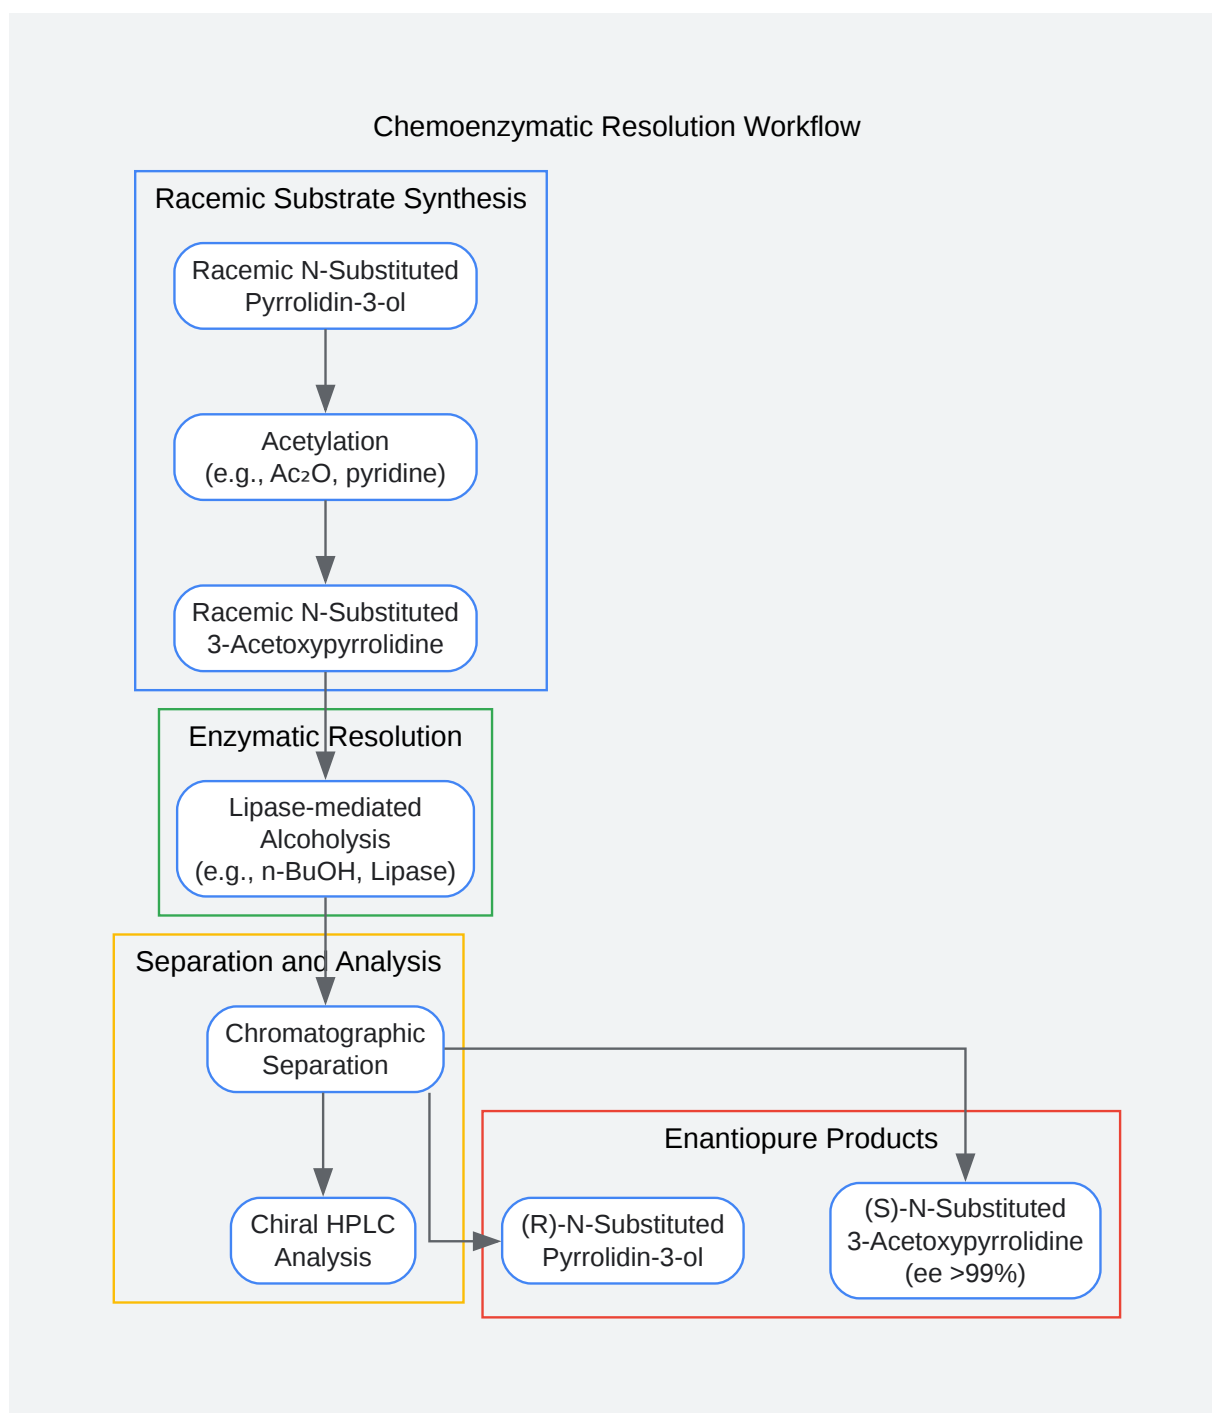 Chemoenzymatic Resolution Workflow
Racemic Substrate Synthesis
Racemic N-Substituted
Pyrrolidin-3-ol
Acetylation
(e.g., Ac₂O, pyridine)
Racemic N-Substituted
3-Acetoxypyrrolidine
Enzymatic Resolution
Lipase-mediated
Alcoholysis
(e.g., n-BuOH, Lipase)
Separation and Analysis
Chromatographic
Separation
Chiral HPLC
Analysis
Enantiopure Products
(R)-N-Substituted
Pyrrolidin-3-ol
(S)-N-Substituted
3-Acetoxypyrrolidine
(ee >99%)